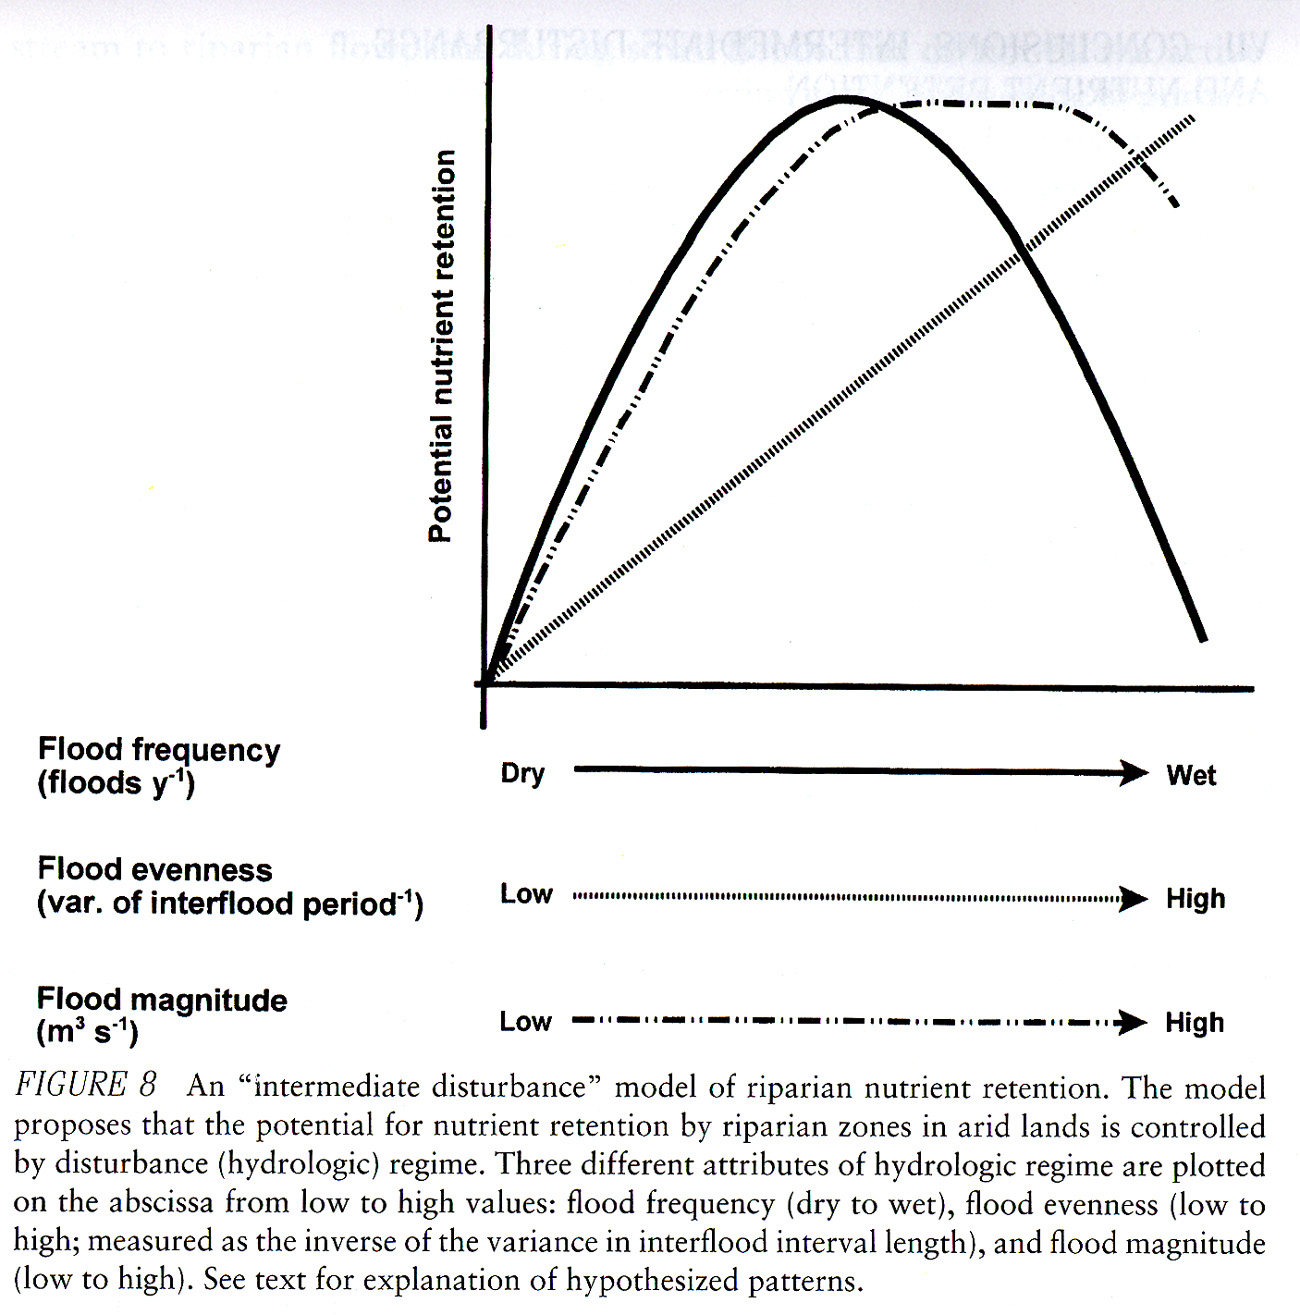 Potential nutrient retention
Flood frequency
(floods y⁻¹)
Dry
Wet
Flood evenness
(var. of interflood period⁻¹)
Low
High
Flood magnitude
(m³ s⁻¹)
Low
High
FIGURE 8 An “intermediate disturbance” model of riparian nutrient retention. The model
proposes that the potential for nutrient retention by riparian zones in arid lands is controlled
by disturbance (hydrologic) regime. Three different attributes of hydrologic regime are plotted
on the abscissa from low to high values: flood frequency (dry to wet), flood evenness (low to
high; measured as the inverse of the variance in interflood interval length), and flood magnitude
(low to high). See text for explanation of hypothesized patterns.